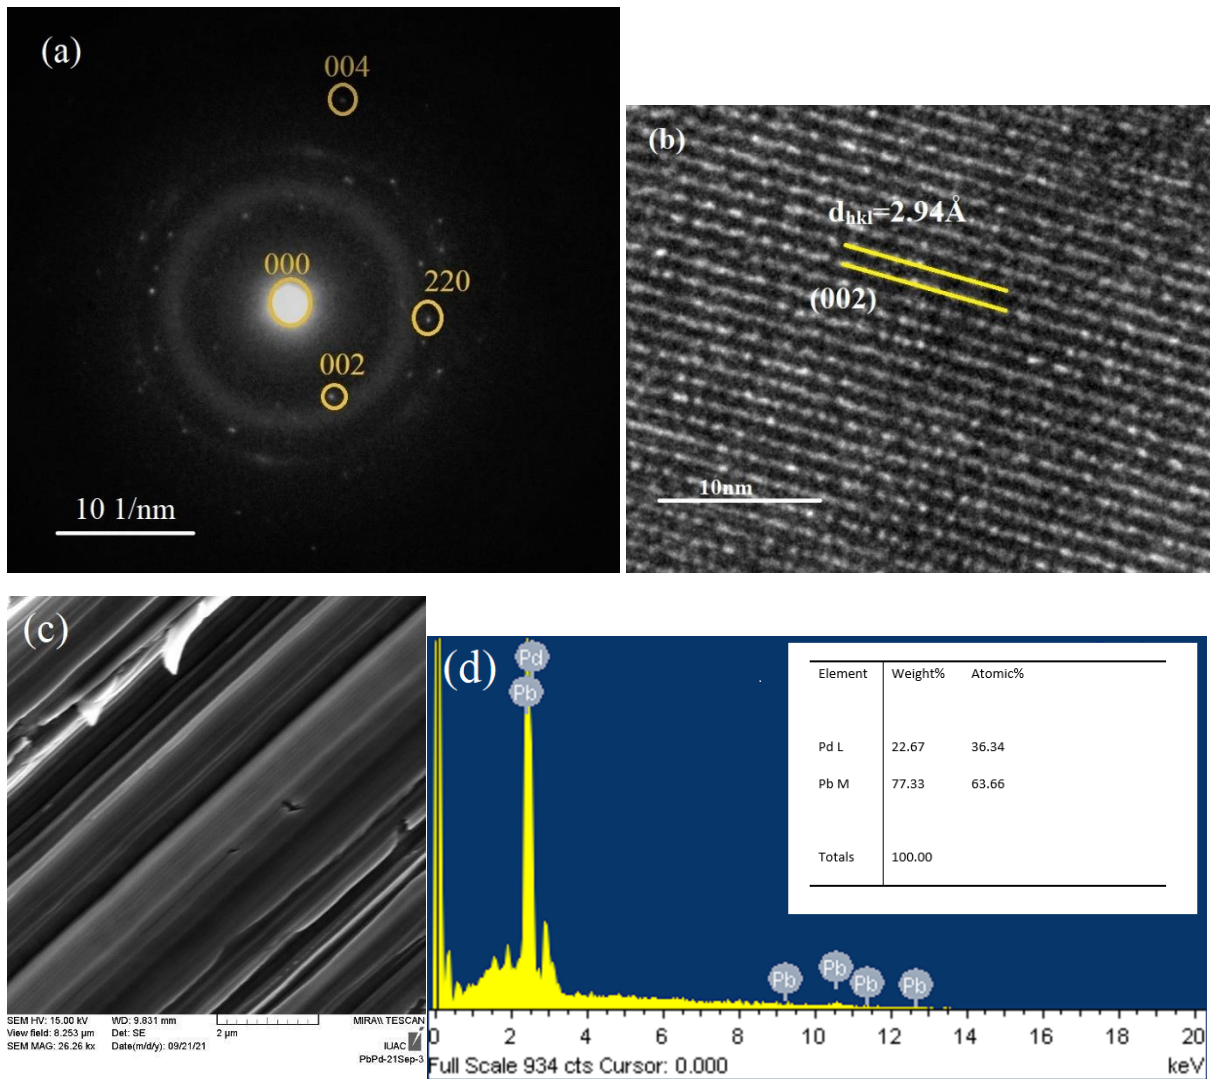 (a)
004
000
220
002
10 1/nm
(b)
dhkl=2.94Å
(002)
10nm
(c)
SEM HV: 15.00 kV WD: 9.831 mm MIRA\\ TESCAN
View field: 8.253 µm Det: SE 2 µm
SEM MAG: 26.26 kx Date(m/d/y): 09/21/21 IUAC
PbPd-21Sep-3
(d)
Pd
Pb
Element Weight% Atomic%
Pd L 22.67 36.34
Pb M 77.33 63.66
Totals 100.00
Pb Pb Pb Pb
0 2 4 6 8 10 12 14 16 18 20
Full Scale 934 cts Cursor: 0.000 keV